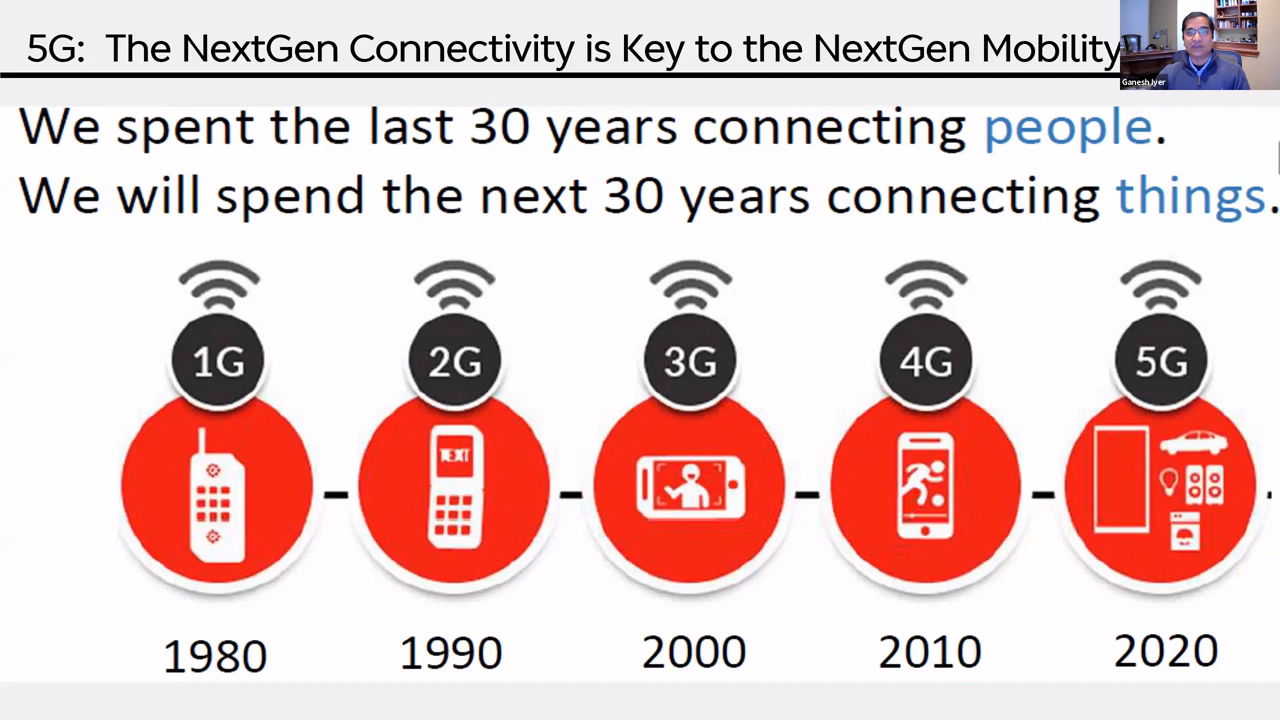 5G: The NextGen Connectivity is Key to the NextGen Mobility
Ganesh Iyer
We spent the last 30 years connecting people.
We will spend the next 30 years connecting things.
1G 2G 3G 4G 5G
TEXT
1980 1990 2000 2010 2020